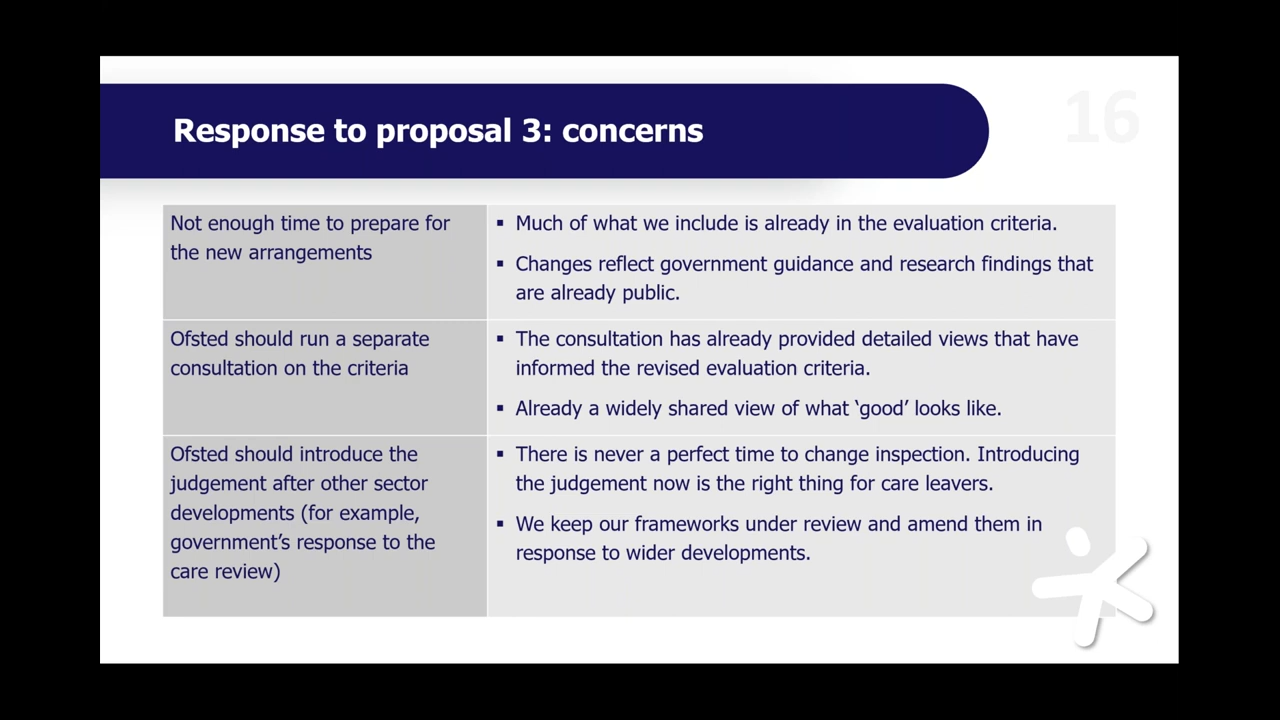 Response to proposal 3: concerns
16
Not enough time to prepare for
the new arrangements
▪ Much of what we include is already in the evaluation criteria.
▪ Changes reflect government guidance and research findings that
are already public.
Ofsted should run a separate
consultation on the criteria
▪ The consultation has already provided detailed views that have
informed the revised evaluation criteria.
▪ Already a widely shared view of what ‘good’ looks like.
Ofsted should introduce the
judgement after other sector
developments (for example,
government’s response to the
care review)
▪ There is never a perfect time to change inspection. Introducing
the judgement now is the right thing for care leavers.
▪ We keep our frameworks under review and amend them in
response to wider developments.